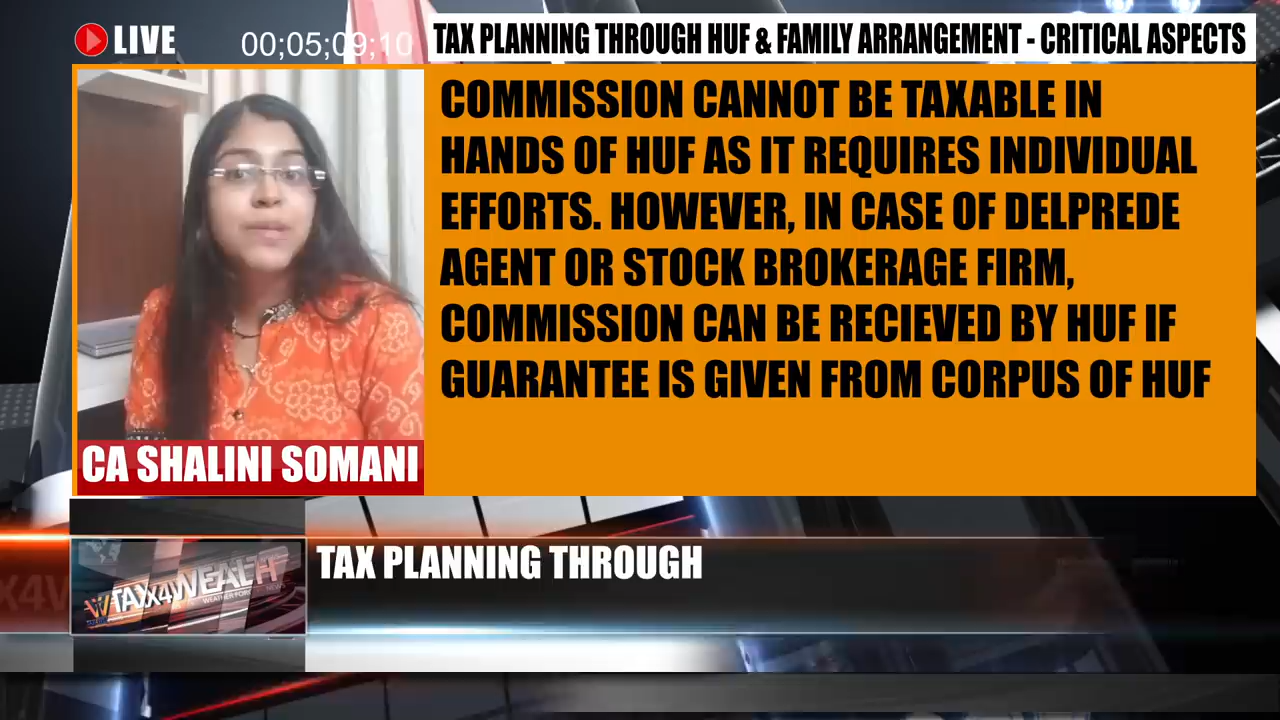 LIVE
00;05;09;10
TAX PLANNING THROUGH HUF & FAMILY ARRANGEMENT - CRITICAL ASPECTS
COMMISSION CANNOT BE TAXABLE IN
HANDS OF HUF AS IT REQUIRES INDIVIDUAL
EFFORTS. HOWEVER, IN CASE OF DELPREDE
AGENT OR STOCK BROKERAGE FIRM,
COMMISSION CAN BE RECIEVED BY HUF IF
GUARANTEE IS GIVEN FROM CORPUS OF HUF
CA SHALINI SOMANI
TAX PLANNING THROUGH
TAXX4WEALTH
X4W